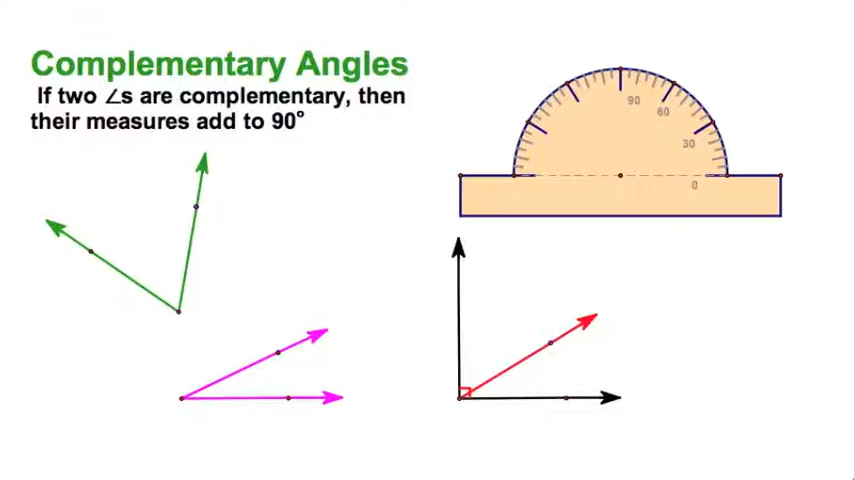 Complementary Angles
If two ∠s are complementary, then
their measures add to 90°
90
60
30
0